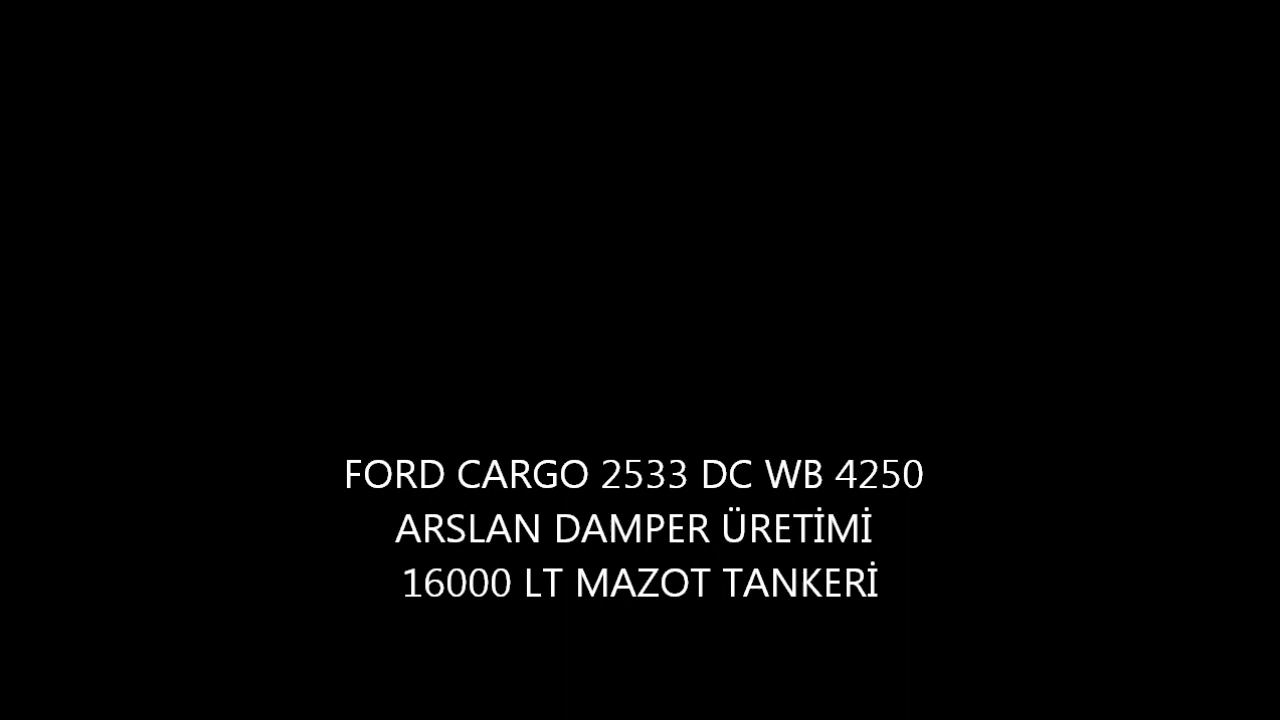 FORD CARGO 2533 DC WB 4250
ARSLAN DAMPER ÜRETİMİ
16000 LT MAZOT TANKERİ